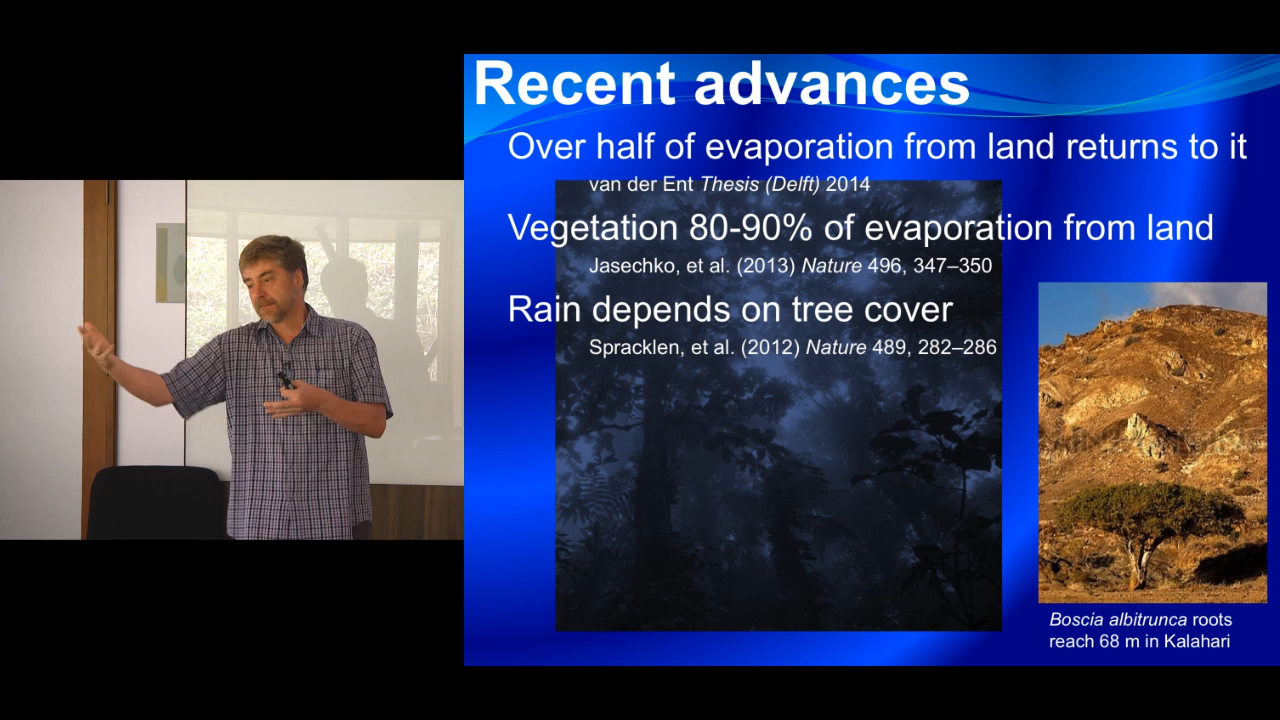 Recent advances
Over half of evaporation from land returns to it
van der Ent Thesis (Delft) 2014
Vegetation 80-90% of evaporation from land
Jasechko, et al. (2013) Nature 496, 347–350
Rain depends on tree cover
Spracklen, et al. (2012) Nature 489, 282–286
Boscia albitrunca roots
reach 68 m in Kalahari